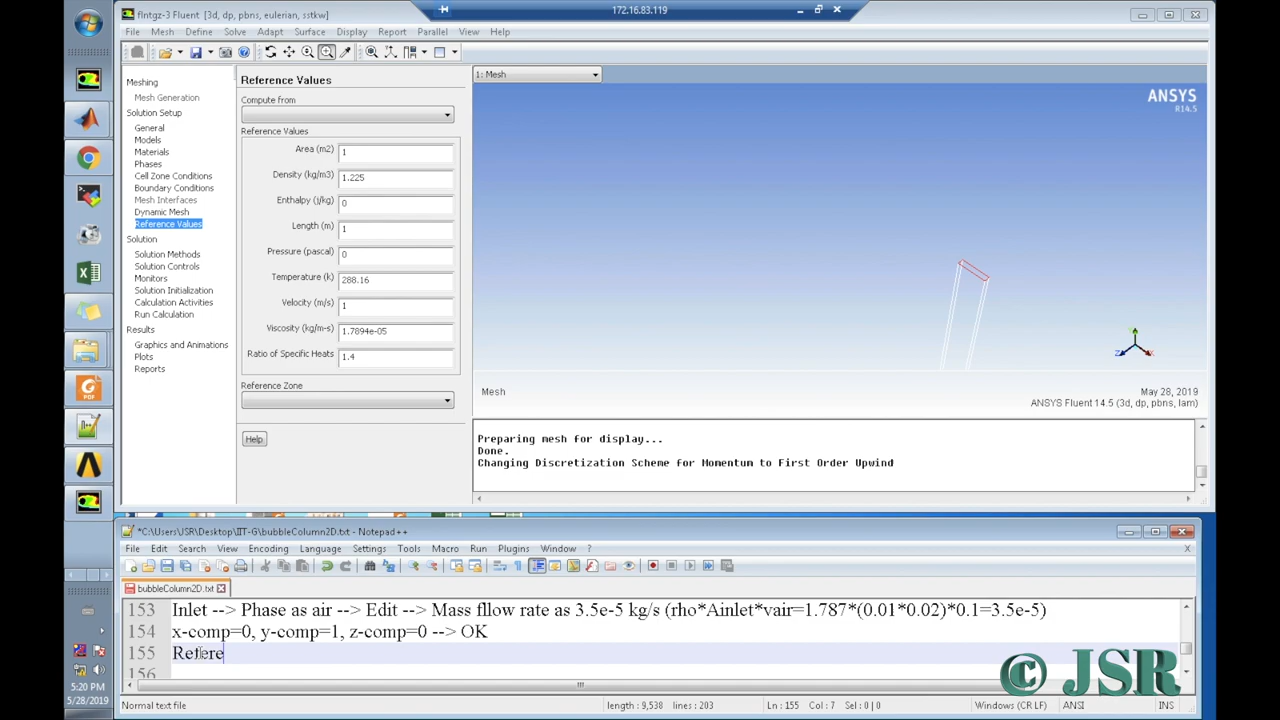 172.16.83.119
flntgz-3 Fluent [3d, dp, pbns, eulerian, sstkw]
File Mesh Define Solve Adapt Surface Display Report Parallel View Help
Meshing
Mesh Generation
Solution Setup
General
Models
Materials
Phases
Cell Zone Conditions
Boundary Conditions
Mesh Interfaces
Dynamic Mesh
Reference Values
Solution
Solution Methods
Solution Controls
Monitors
Solution Initialization
Calculation Activities
Run Calculation
Results
Graphics and Animations
Plots
Reports
Reference Values
Compute from
Reference Values
Area (m2) 1
Density (kg/m3) 1.225
Enthalpy (j/kg) 0
Length (m) 1
Pressure (pascal) 0
Temperature (k) 288.16
Velocity (m/s) 1
Viscosity (kg/m-s) 1.7894e-05
Ratio of Specific Heats 1.4
Reference Zone
Help
1: Mesh
ANSYS
R14.5
Mesh
May 28, 2019
ANSYS Fluent 14.5 (3d, dp, pbns, lam)
Preparing mesh for display...
Done.
Changing Discretization Scheme for Momentum to First Order Upwind
*C:\Users\JSR\Desktop\IIT-G\bubbleColumn2D.txt - Notepad++
File Edit Search View Encoding Language Settings Tools Macro Run Plugins Window ?
X
bubbleColumn2D.txt
153 Inlet --> Phase as air --> Edit --> Mass fllow rate as 3.5e-5 kg/s (rho*Ainlet*vair=1.787*(0.01*0.02)*0.1=3.5e-5)
154 x-comp=0, y-comp=1, z-comp=0 --> OK
155 Refere
156
© JSR
Normal text file length : 9,538 lines : 203 Ln : 155 Col : 7 Sel : 0 | 0 Windows (CR LF) ANSI INS
PDF
5:20 PM
5/28/2019